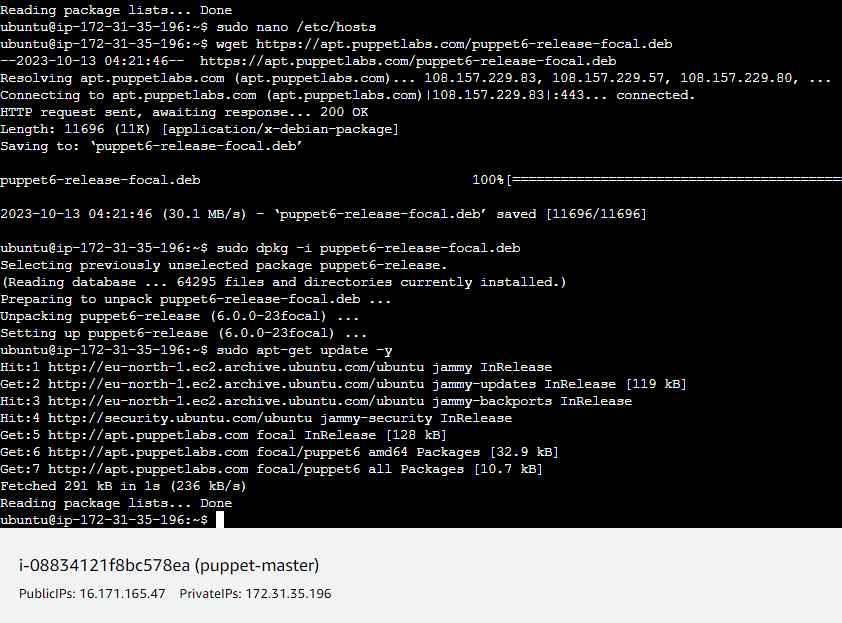 Reading package lists... Done
ubuntu@ip-172-31-35-196:~$ sudo nano /etc/hosts
ubuntu@ip-172-31-35-196:~$ wget https://apt.puppetlabs.com/puppet6-release-focal.deb
--2023-10-13 04:21:46--  https://apt.puppetlabs.com/puppet6-release-focal.deb
Resolving apt.puppetlabs.com (apt.puppetlabs.com)... 108.157.229.83, 108.157.229.57, 108.157.229.80, ...
Connecting to apt.puppetlabs.com (apt.puppetlabs.com)|108.157.229.83|:443... connected.
HTTP request sent, awaiting response... 200 OK
Length: 11696 (11K) [application/x-debian-package]
Saving to: ‘puppet6-release-focal.deb’
puppet6-release-focal.deb 100%[==========================================
2023-10-13 04:21:46 (30.1 MB/s) - ‘puppet6-release-focal.deb’ saved [11696/11696]
ubuntu@ip-172-31-35-196:~$ sudo dpkg -i puppet6-release-focal.deb
Selecting previously unselected package puppet6-release.
(Reading database ... 64295 files and directories currently installed.)
Preparing to unpack puppet6-release-focal.deb ...
Unpacking puppet6-release (6.0.0-23focal) ...
Setting up puppet6-release (6.0.0-23focal) ...
ubuntu@ip-172-31-35-196:~$ sudo apt-get update -y
Hit:1 http://eu-north-1.ec2.archive.ubuntu.com/ubuntu jammy InRelease
Get:2 http://eu-north-1.ec2.archive.ubuntu.com/ubuntu jammy-updates InRelease [119 kB]
Hit:3 http://eu-north-1.ec2.archive.ubuntu.com/ubuntu jammy-backports InRelease
Hit:4 http://security.ubuntu.com/ubuntu jammy-security InRelease
Get:5 http://apt.puppetlabs.com focal InRelease [128 kB]
Get:6 http://apt.puppetlabs.com focal/puppet6 amd64 Packages [32.9 kB]
Get:7 http://apt.puppetlabs.com focal/puppet6 all Packages [10.7 kB]
Fetched 291 kB in 1s (236 kB/s)
Reading package lists... Done
ubuntu@ip-172-31-35-196:~$
i-08834121f8bc578ea (puppet-master)
PublicIPs: 16.171.165.47 PrivateIPs: 172.31.35.196